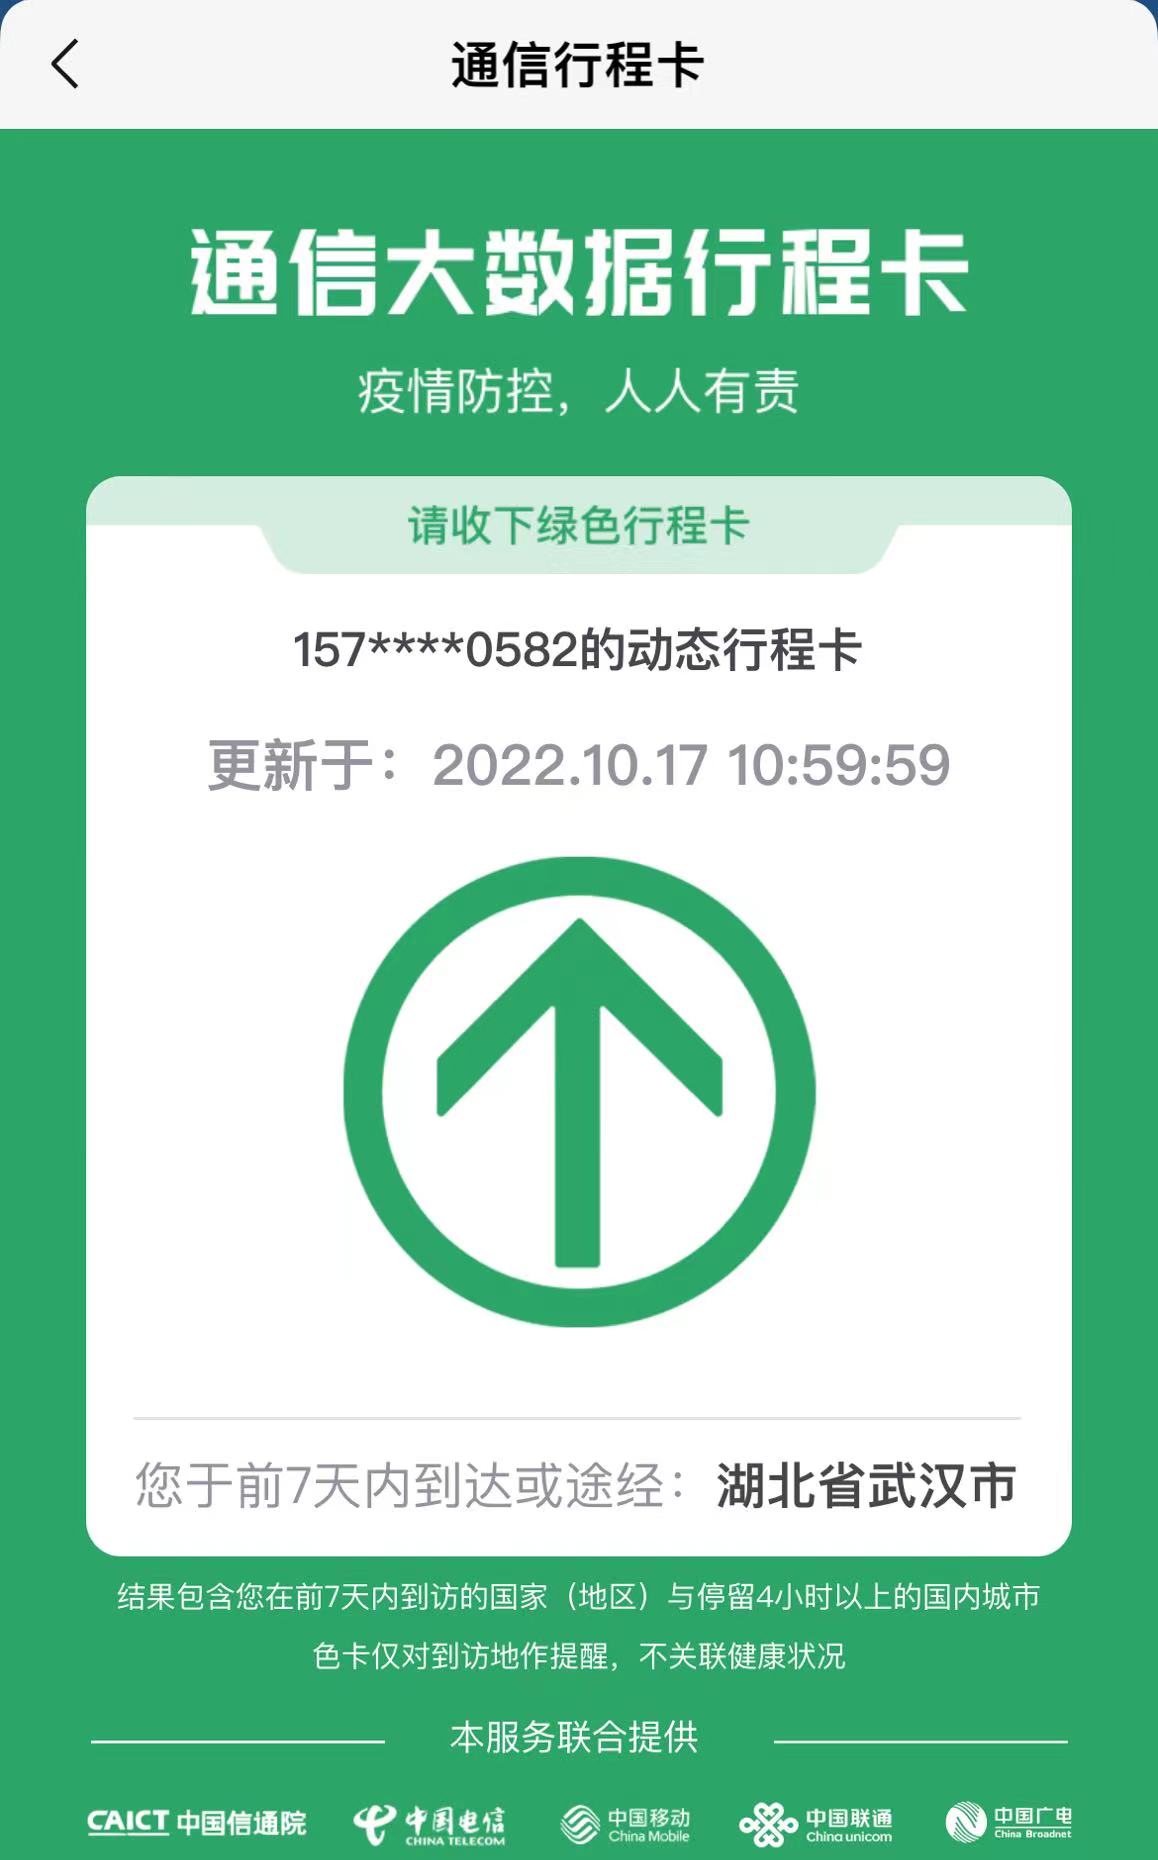 通信行程卡
通信大数据行程卡
疫情防控，人人有责
请收下绿色行程卡
157****0582的动态行程卡
更新于：2022.10.17 10:59:59
您于前7天内到达或途经：湖北省武汉市
结果包含您在前7天内到访的国家（地区）与停留4小时以上的国内城市
色卡仅对到访地作提醒，不关联健康状况
本服务联合提供
CAICT 中国信通院
中国电信
CHINA TELECOM
中国移动
China Mobile
中国联通
China unicom
中国广电
China Broadnet